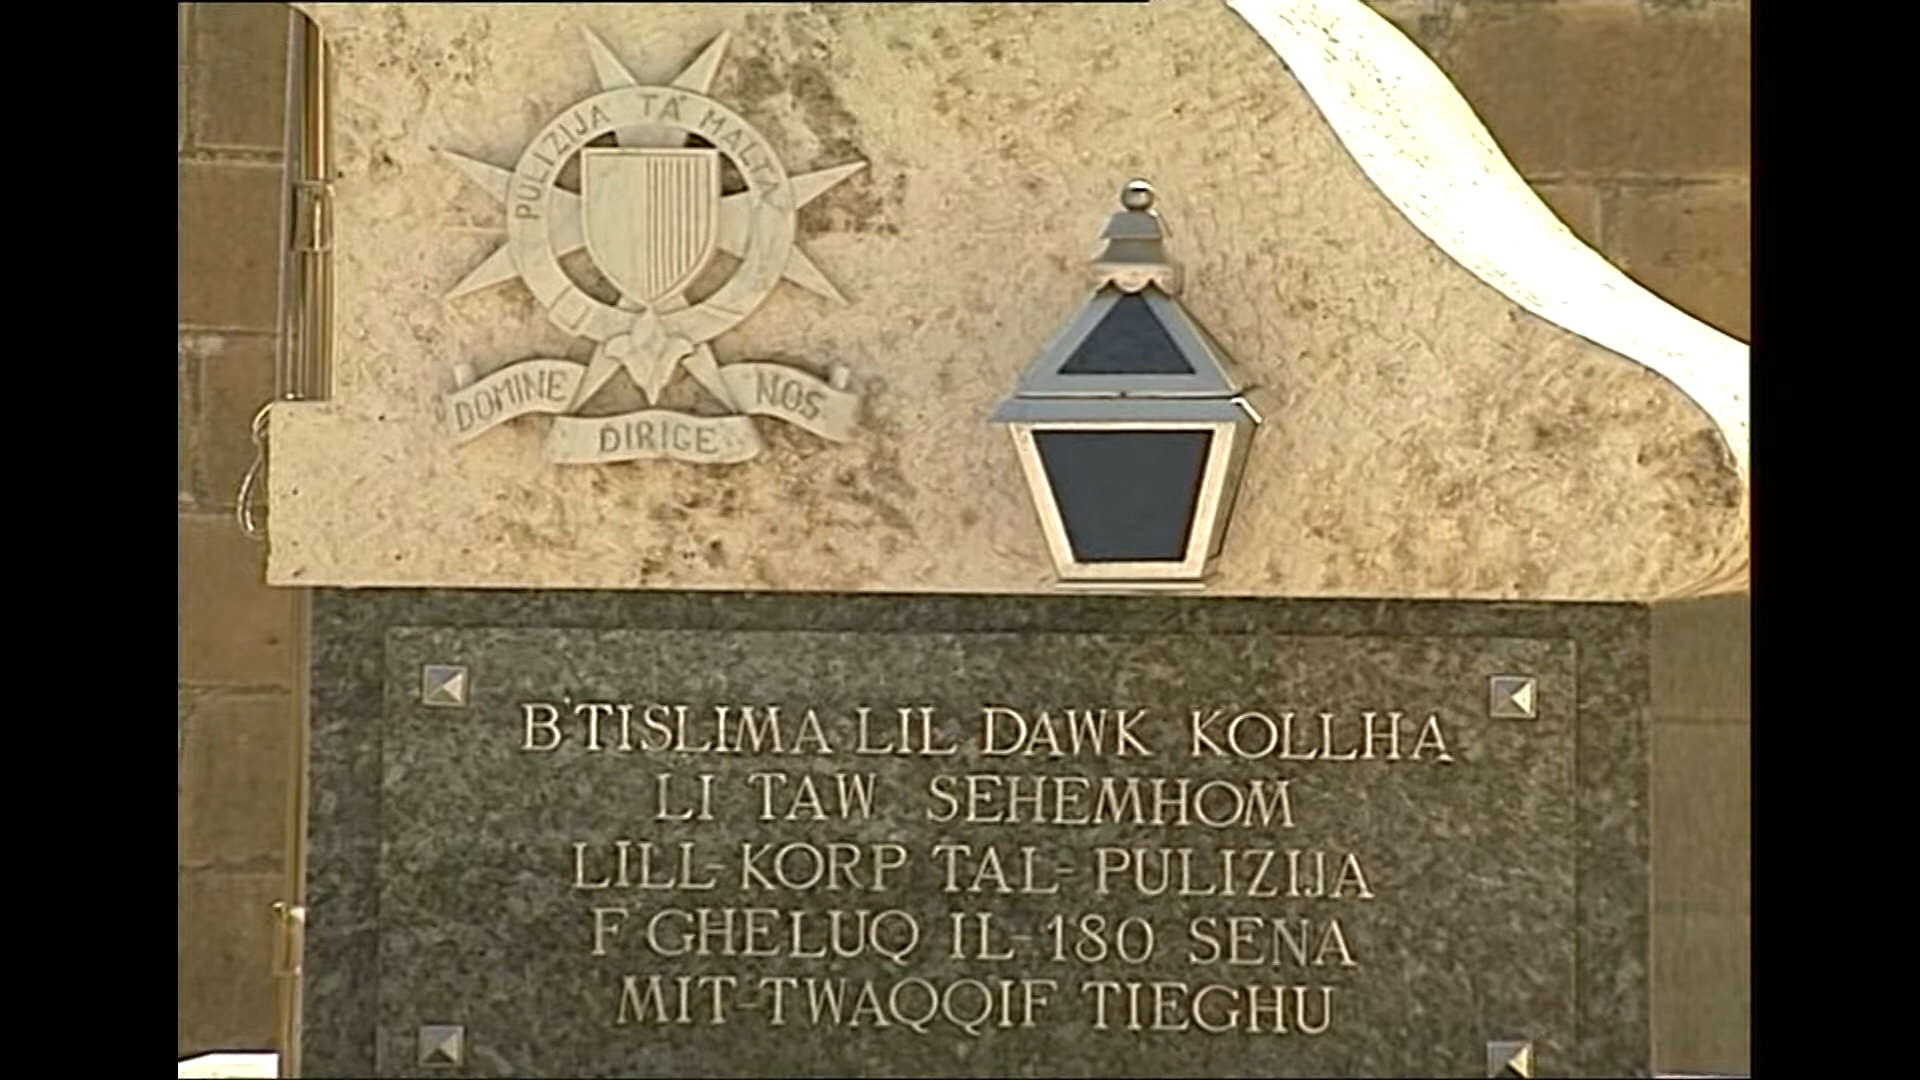 PULIZIJA TA' MALTA
DOMINE DIRIGE NOS
B'TISLIMA LIL DAWK KOLLHA
LI TAW SEHEMHOM
LILL-KORP TAL-PULIZIJA
F'GHELUQ IL-180 SENA
MIT-TWAQQIF TIEGHU